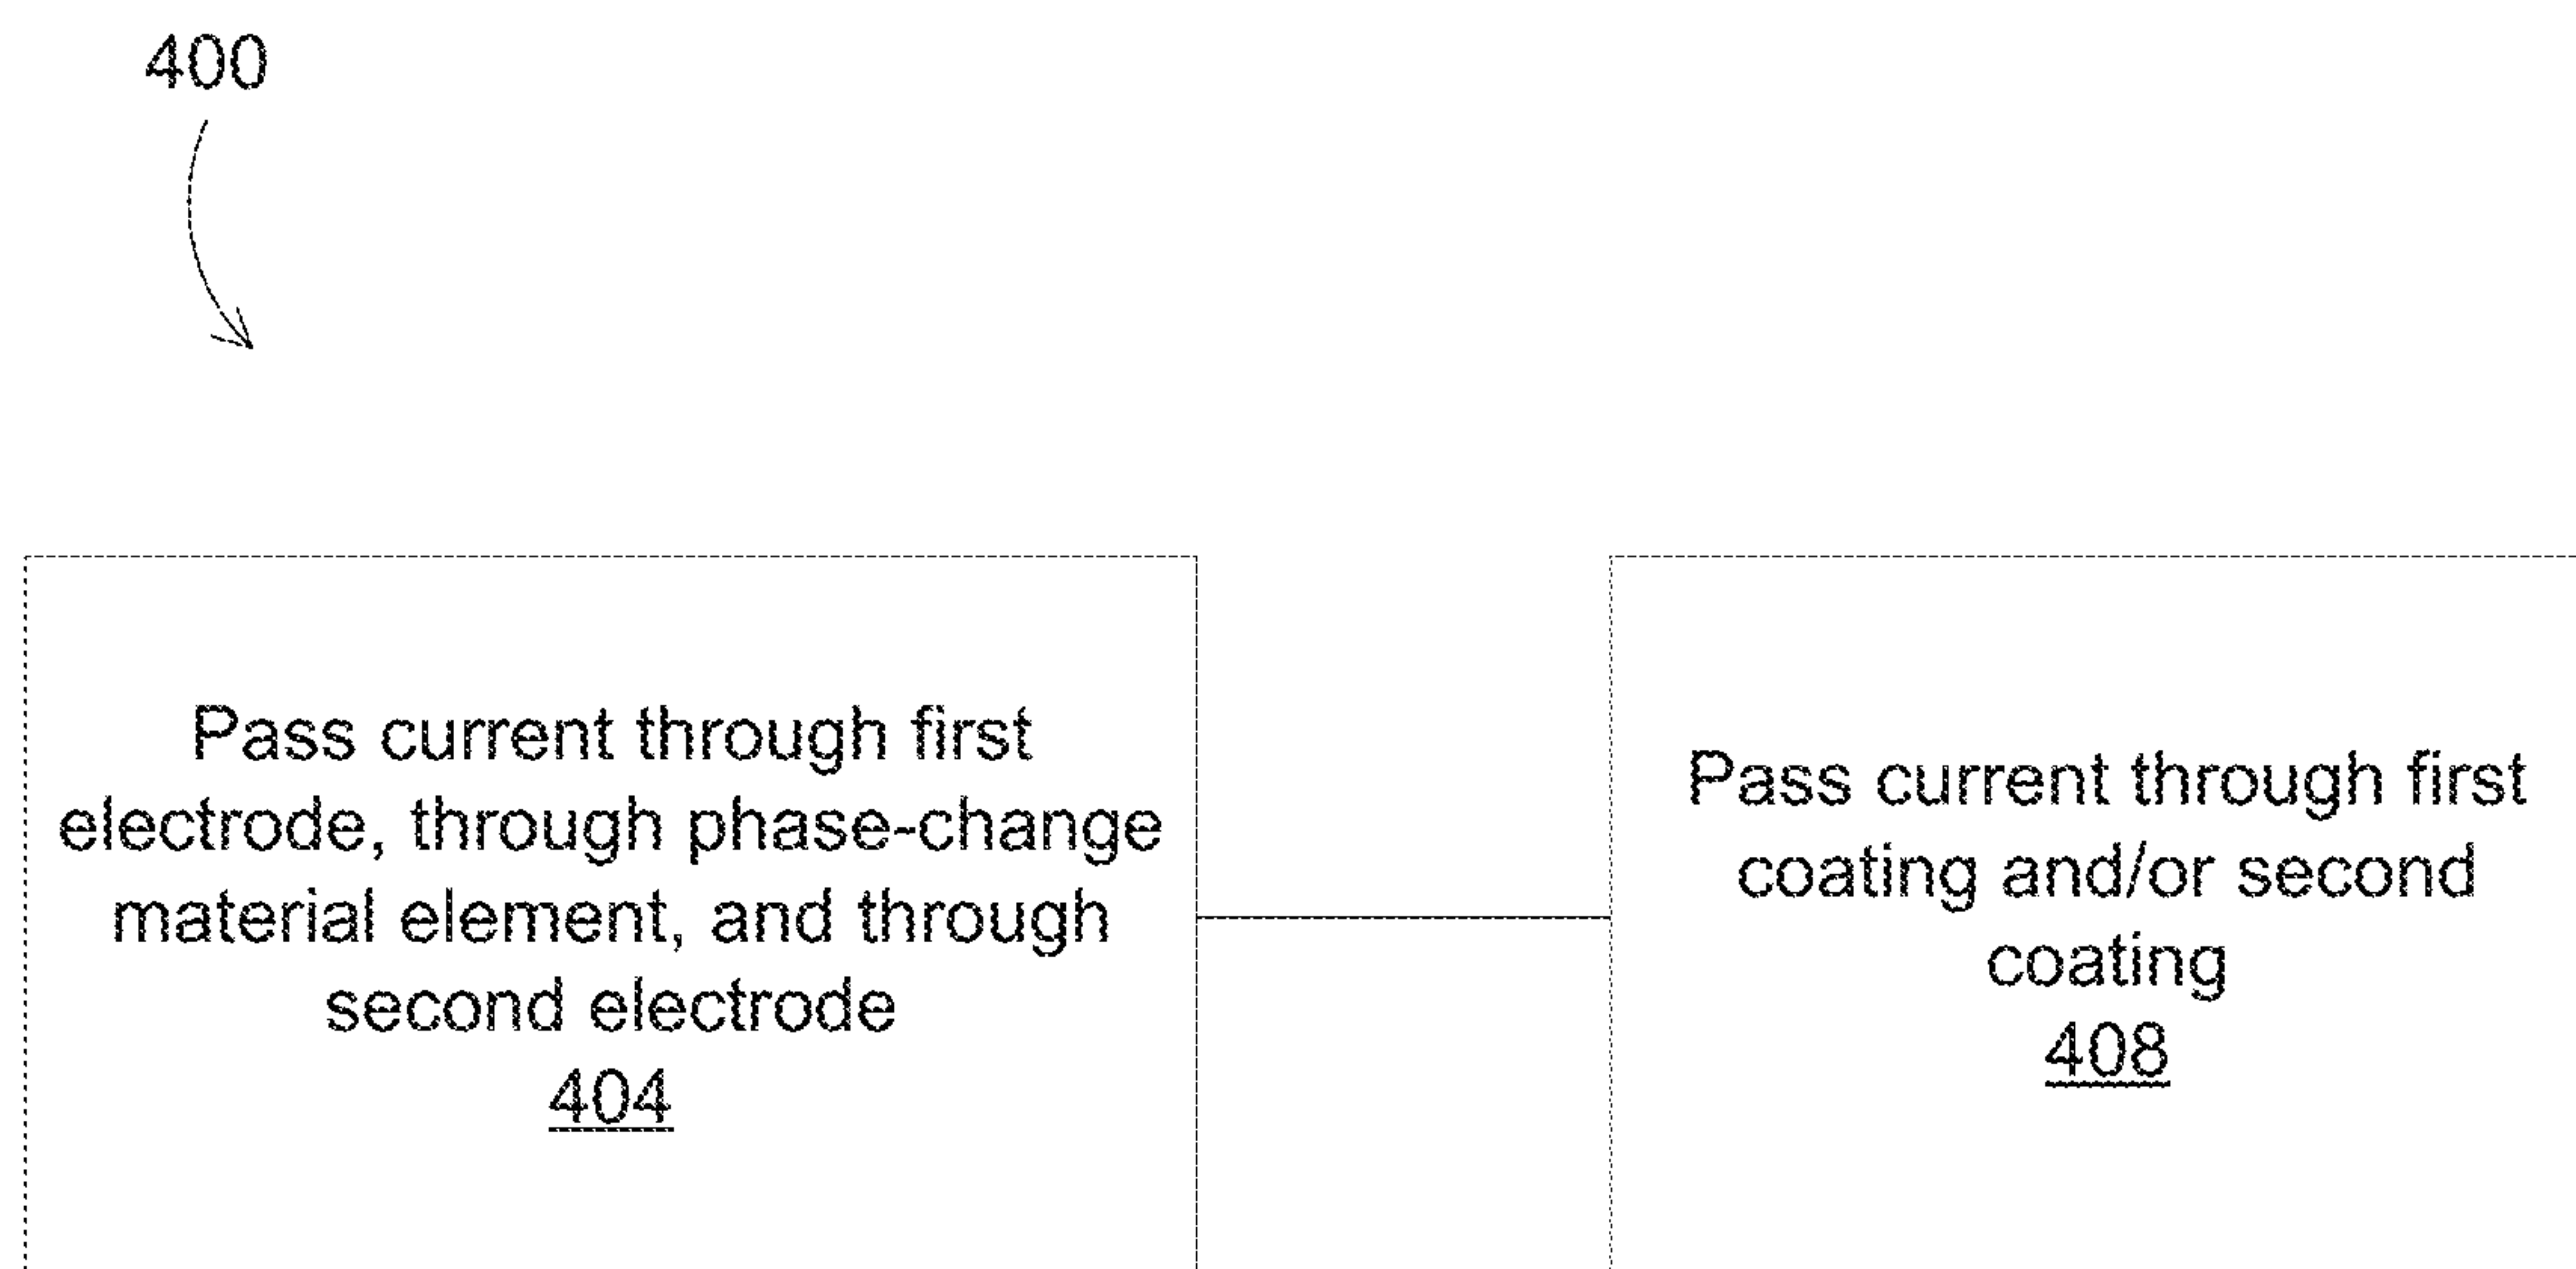 400
Pass current through first
electrode, through phase-change
material element, and through
second electrode
404
Pass current through first
coating and/or second
coating
408